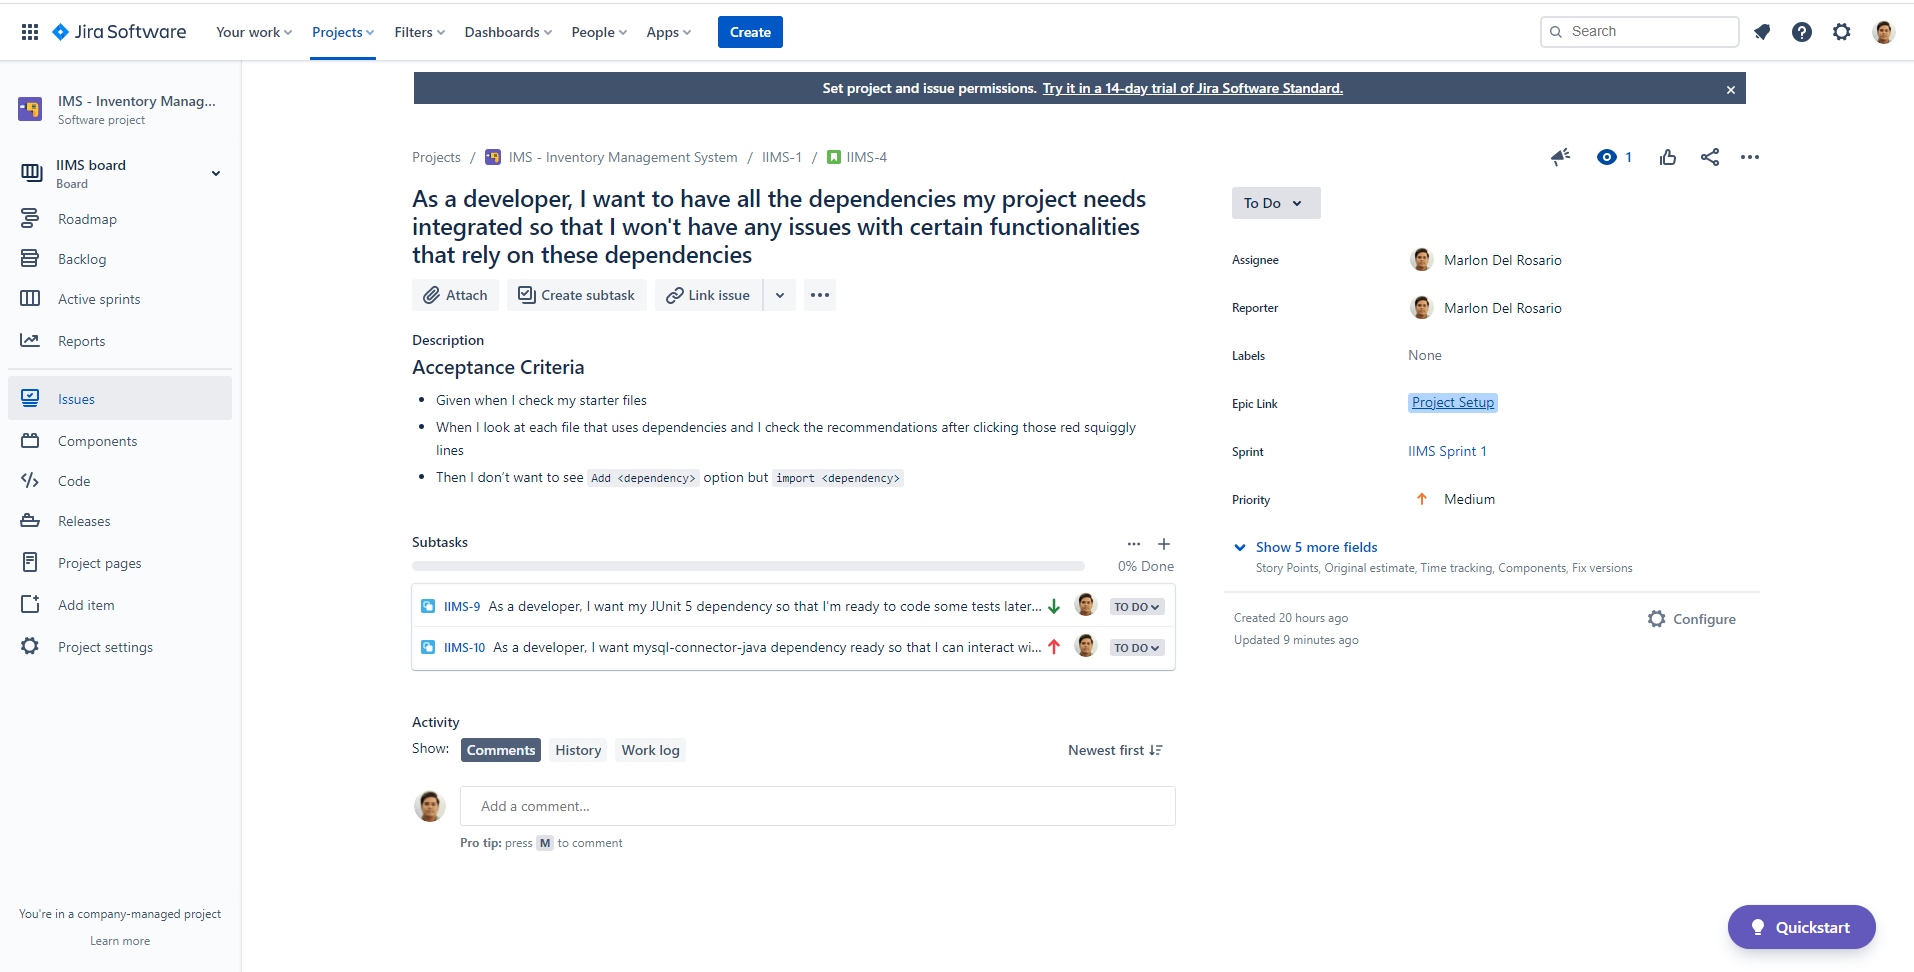 Jira Software
Your work
Projects
Filters
Dashboards
People
Apps
Create
Search
IMS - Inventory Manag...
Software project
IIMS board
Board
Roadmap
Backlog
Active sprints
Reports
Issues
Components
Code
Releases
Project pages
Add item
Project settings
You're in a company-managed project
Learn more
Set project and issue permissions. Try it in a 14-day trial of Jira Software Standard.
Projects / IMS - Inventory Management System / IIMS-1 / IIMS-4
1
As a developer, I want to have all the dependencies my project needs
integrated so that I won't have any issues with certain functionalities
that rely on these dependencies
Attach
Create subtask
Link issue
Description
Acceptance Criteria
• Given when I check my starter files
• When I look at each file that uses dependencies and I check the recommendations after clicking those red squiggly
lines
• Then I don’t want to see Add <dependency> option but import <dependency>
Subtasks
0% Done
IIMS-9 As a developer, I want my JUnit 5 dependency so that I'm ready to code some tests later... TO DO
IIMS-10 As a developer, I want mysql-connector-java dependency ready so that I can interact wi... TO DO
Activity
Show: Comments History Work log
Newest first
Add a comment...
Pro tip: press M to comment
To Do
Assignee
Marlon Del Rosario
Reporter
Marlon Del Rosario
Labels
None
Epic Link
Project Setup
Sprint
IIMS Sprint 1
Priority
Medium
Show 5 more fields
Story Points, Original estimate, Time tracking, Components, Fix versions
Created 20 hours ago
Updated 9 minutes ago
Configure
Quickstart